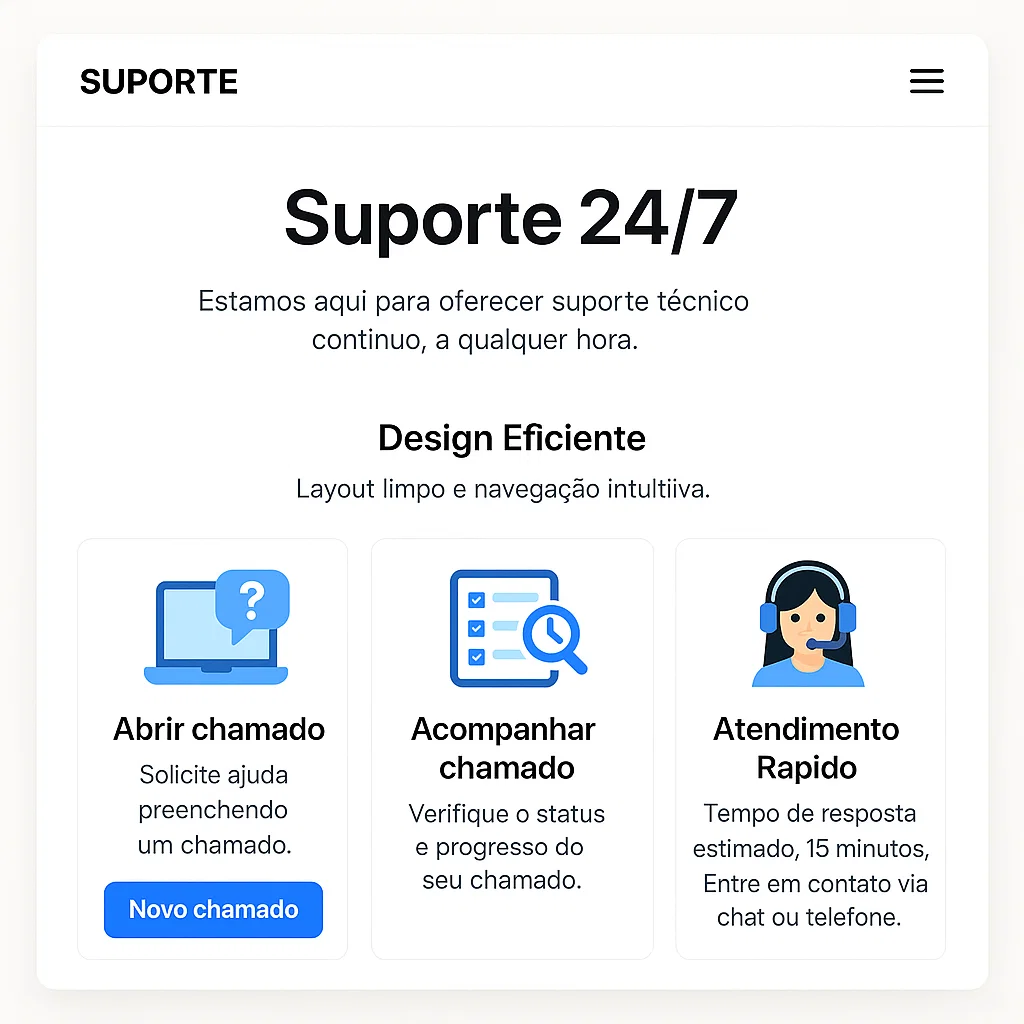 SUPORTE
Suporte 24/7
Estamos aqui para oferecer suporte técnico
continuo, a qualquer hora.
Design Eficiente
Layout limpo e navegação intultiiva.
?
Abrir chamado
Solicite ajuda
preenchendo
um chamado.
Novo chamado
Acompanhar
chamado
Verifique o status
e progresso do
seu chamado.
Atendimento
Rapido
Tempo de resposta
estimado, 15 minutos,
Entre em contato via
chat ou telefone.